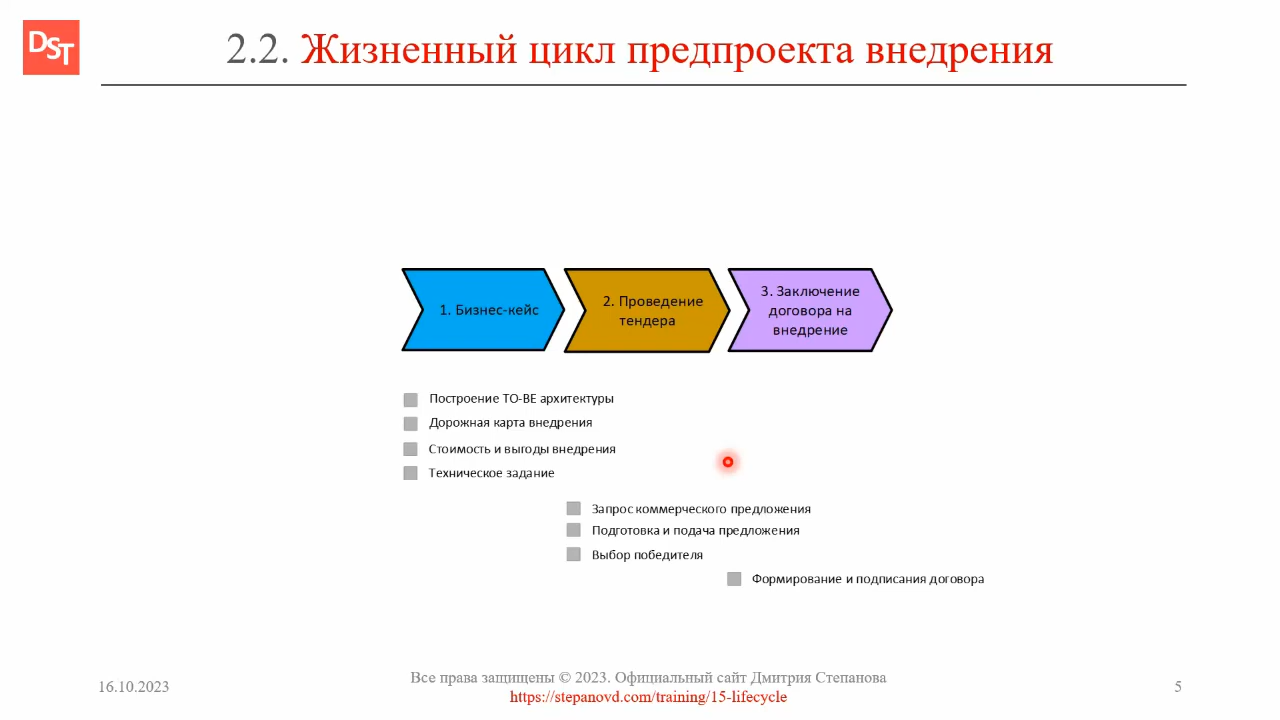 DST
2.2. Жизненный цикл предпроекта внедрения
1. Бизнес-кейс
2. Проведение
тендера
3. Заключение
договора на
внедрение
Построение TO-BE архитектуры
Дорожная карта внедрения
Стоимость и выгоды внедрения
Техническое задание
Запрос коммерческого предложения
Подготовка и подача предложения
Выбор победителя
Формирование и подписания договора
16.10.2023
Все права защищены © 2023. Официальный сайт Дмитрия Степанова
https://stepanovd.com/training/15-lifecycle
5